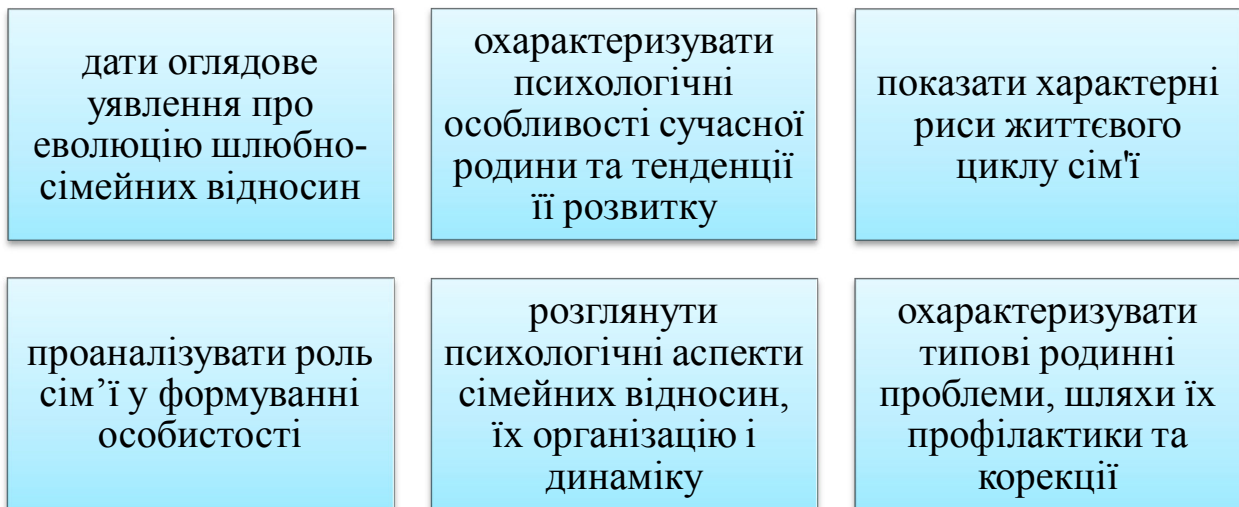 дати оглядове
уявлення про
еволюцію шлюбно-
сімейних відносин
охарактеризувати
психологічні
особливості сучасної
родини та тенденції
її розвитку
показати характерні
риси життєвого
циклу сім'ї
проаналізувати роль
сім’ї у формуванні
особистості
розглянути
психологічні аспекти
сімейних відносин,
їх організацію і
динаміку
охарактеризувати
типові родинні
проблеми, шляхи їх
профілактики та
корекції